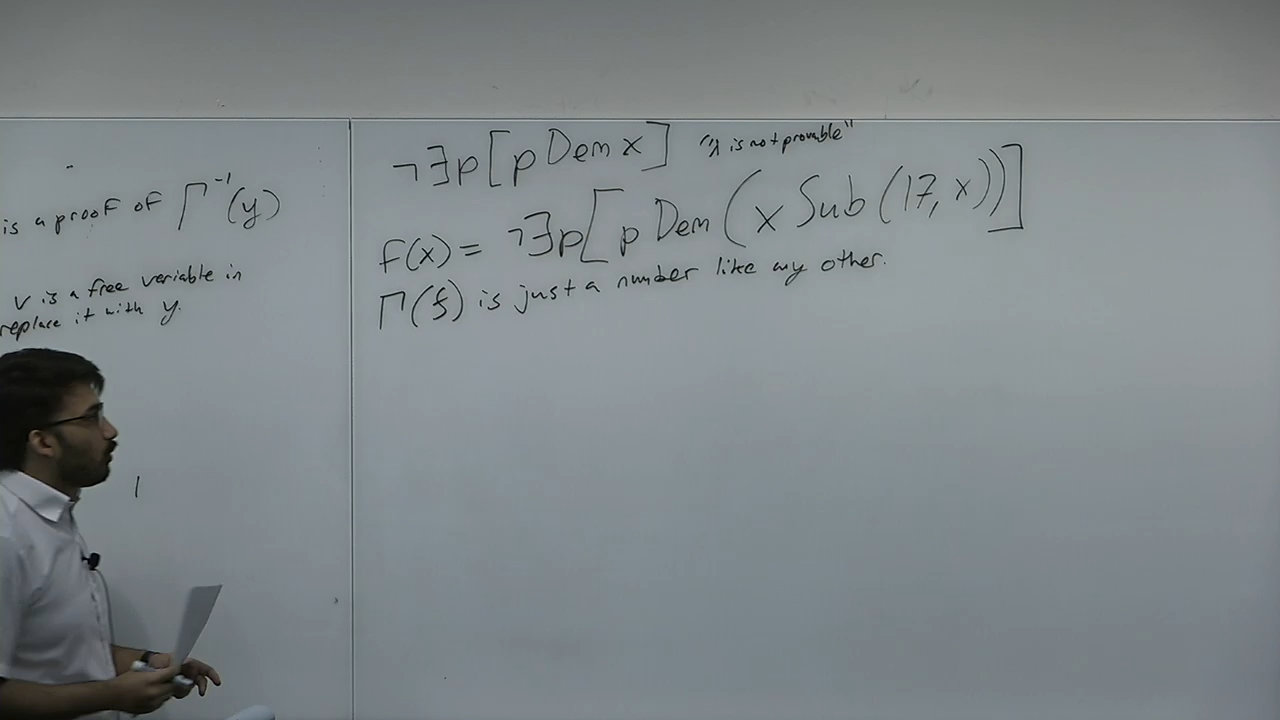 is a proof of Γ⁻¹(y)
v is a free variable in
replace it with y.
¬∃p[p Dem x] "x is not provable"
f(x) = ¬∃p[p Dem (x Sub (17, x))]
Γ(f) is just a number like any other.